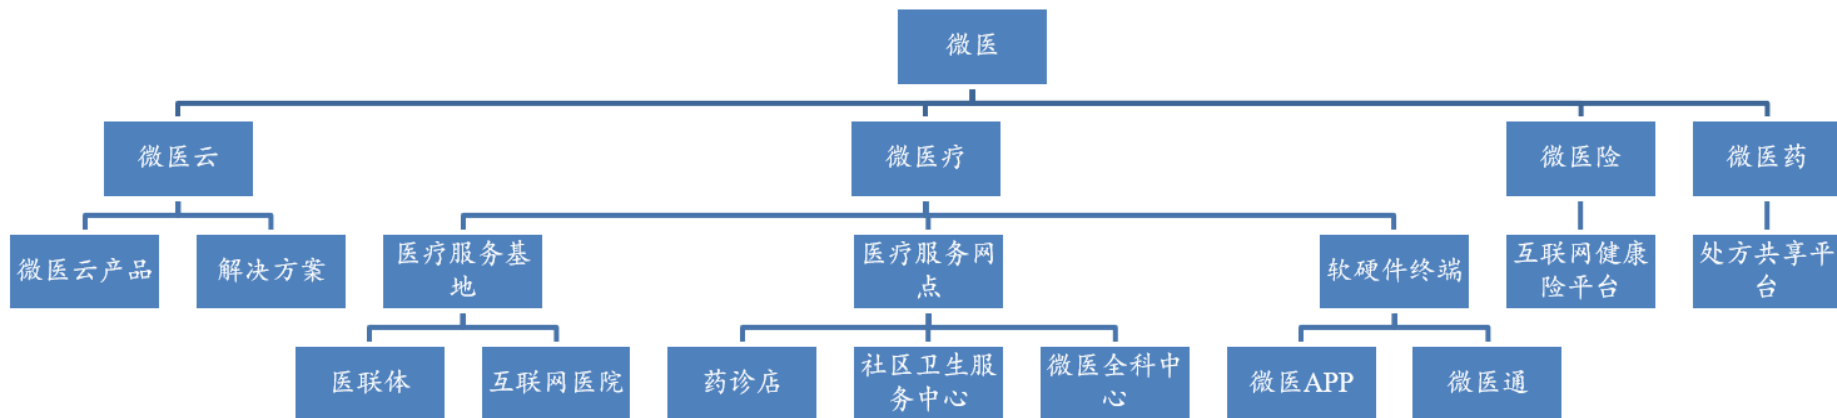 微医
微医云
微医疗
微医险
微医药
微医云产品
解决方案
医疗服务基
地
医疗服务网
点
软硬件终端
互联网健康
险平台
处方共享平
台
医联体
互联网医院
药诊店
社区卫生服
务中心
微医全科中
心
微医APP
微医通